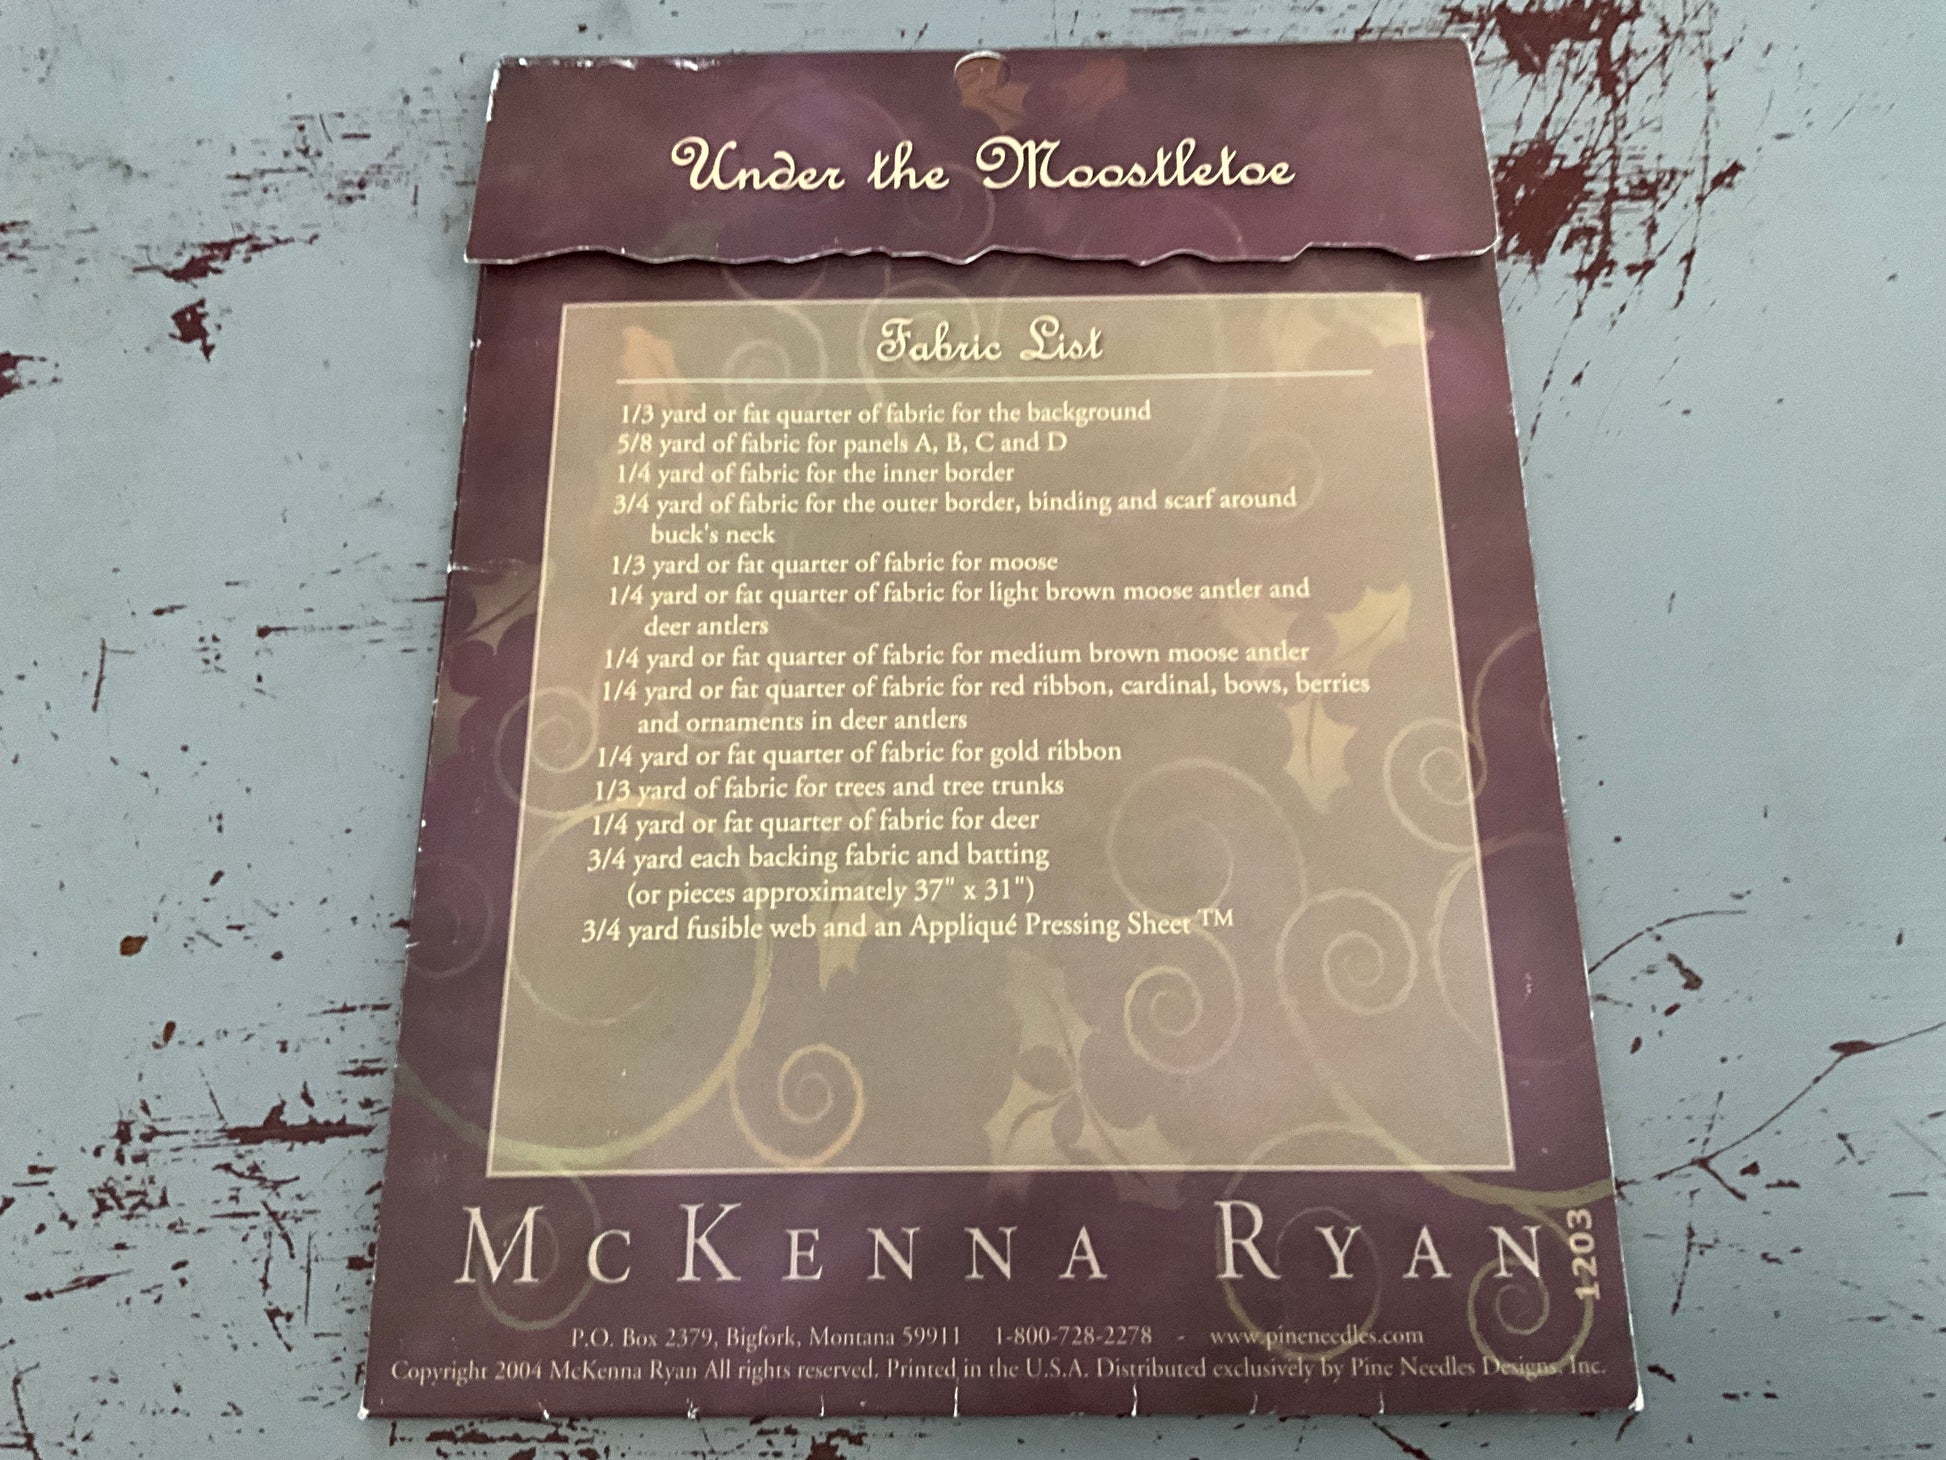 Under the Moostletoe
Fabric List
1/3 yard or fat quarter of fabric for the background
5/8 yard of fabric for panels A, B, C and D
1/4 yard of fabric for the inner border
3/4 yard of fabric for the outer border, binding and scarf around
buck's neck
1/3 yard or fat quarter of fabric for moose
1/4 yard or fat quarter of fabric for light brown moose antler and
deer antlers
1/4 yard or fat quarter of fabric for medium brown moose antler
1/4 yard or fat quarter of fabric for red ribbon, cardinal, bows, berries
and ornaments in deer antlers
1/4 yard or fat quarter of fabric for gold ribbon
1/3 yard of fabric for trees and tree trunks
1/4 yard or fat quarter of fabric for deer
3/4 yard each backing fabric and batting
(or pieces approximately 37" x 31")
3/4 yard fusible web and an Appliqué Pressing Sheet™
McKENNA RYAN
1203
P.O. Box 2379, Bigfork, Montana 59911 1-800-728-2278 - www.pineneedles.com
Copyright 2004 McKenna Ryan All rights reserved. Printed in the U.S.A. Distributed exclusively by Pine Needles Designs, Inc.